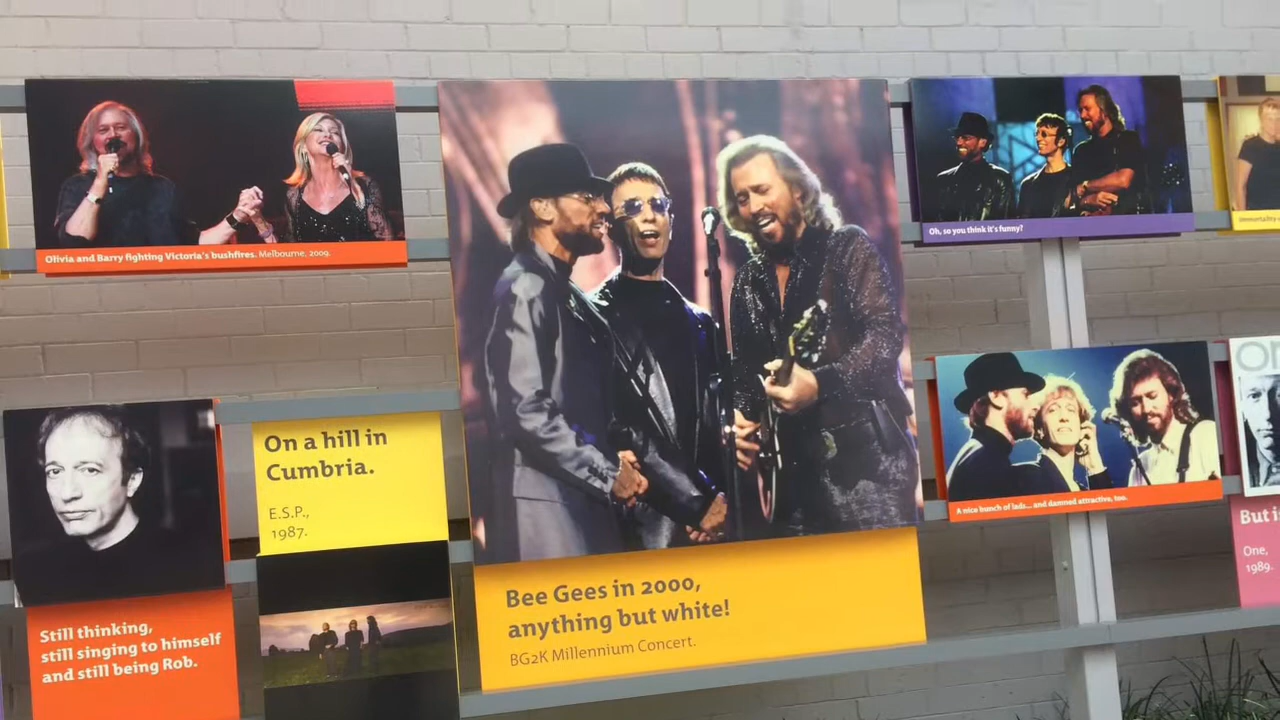 Olivia and Barry fighting Victoria's bushfires. Melbourne, 2009.
Oh, so you think it's funny?
Immortality
Still thinking,
still singing to himself
and still being Rob.
On a hill in
Cumbria.
E.S.P.,
1987.
Bee Gees in 2000,
anything but white!
BG2K Millennium Concert.
A nice bunch of lads... and damned attractive, too.
But i
One,
1989.